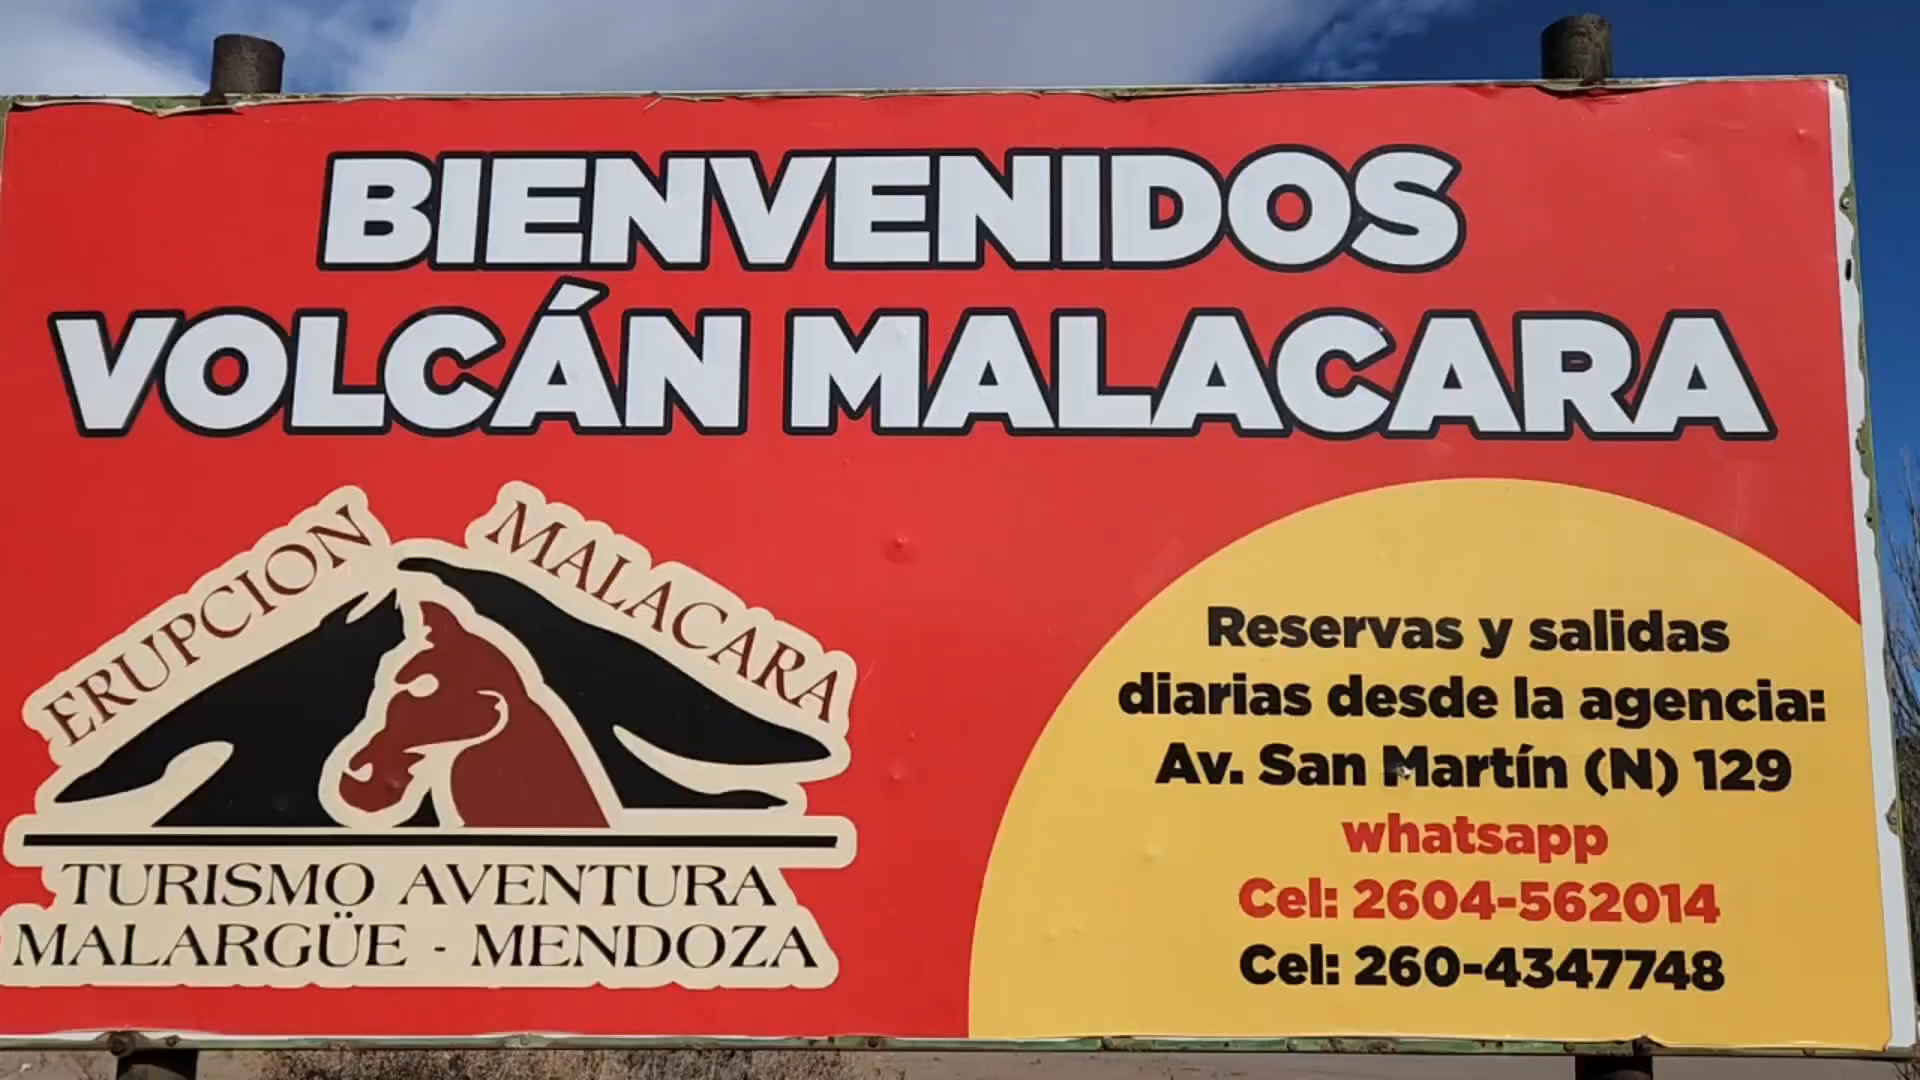 BIENVENIDOS
VOLCÁN MALACARA
ERUPCION MALACARA
TURISMO AVENTURA
MALARGÜE - MENDOZA
Reservas y salidas
diarias desde la agencia:
Av. San Martín (N) 129
whatsapp
Cel: 2604-562014
Cel: 260-4347748